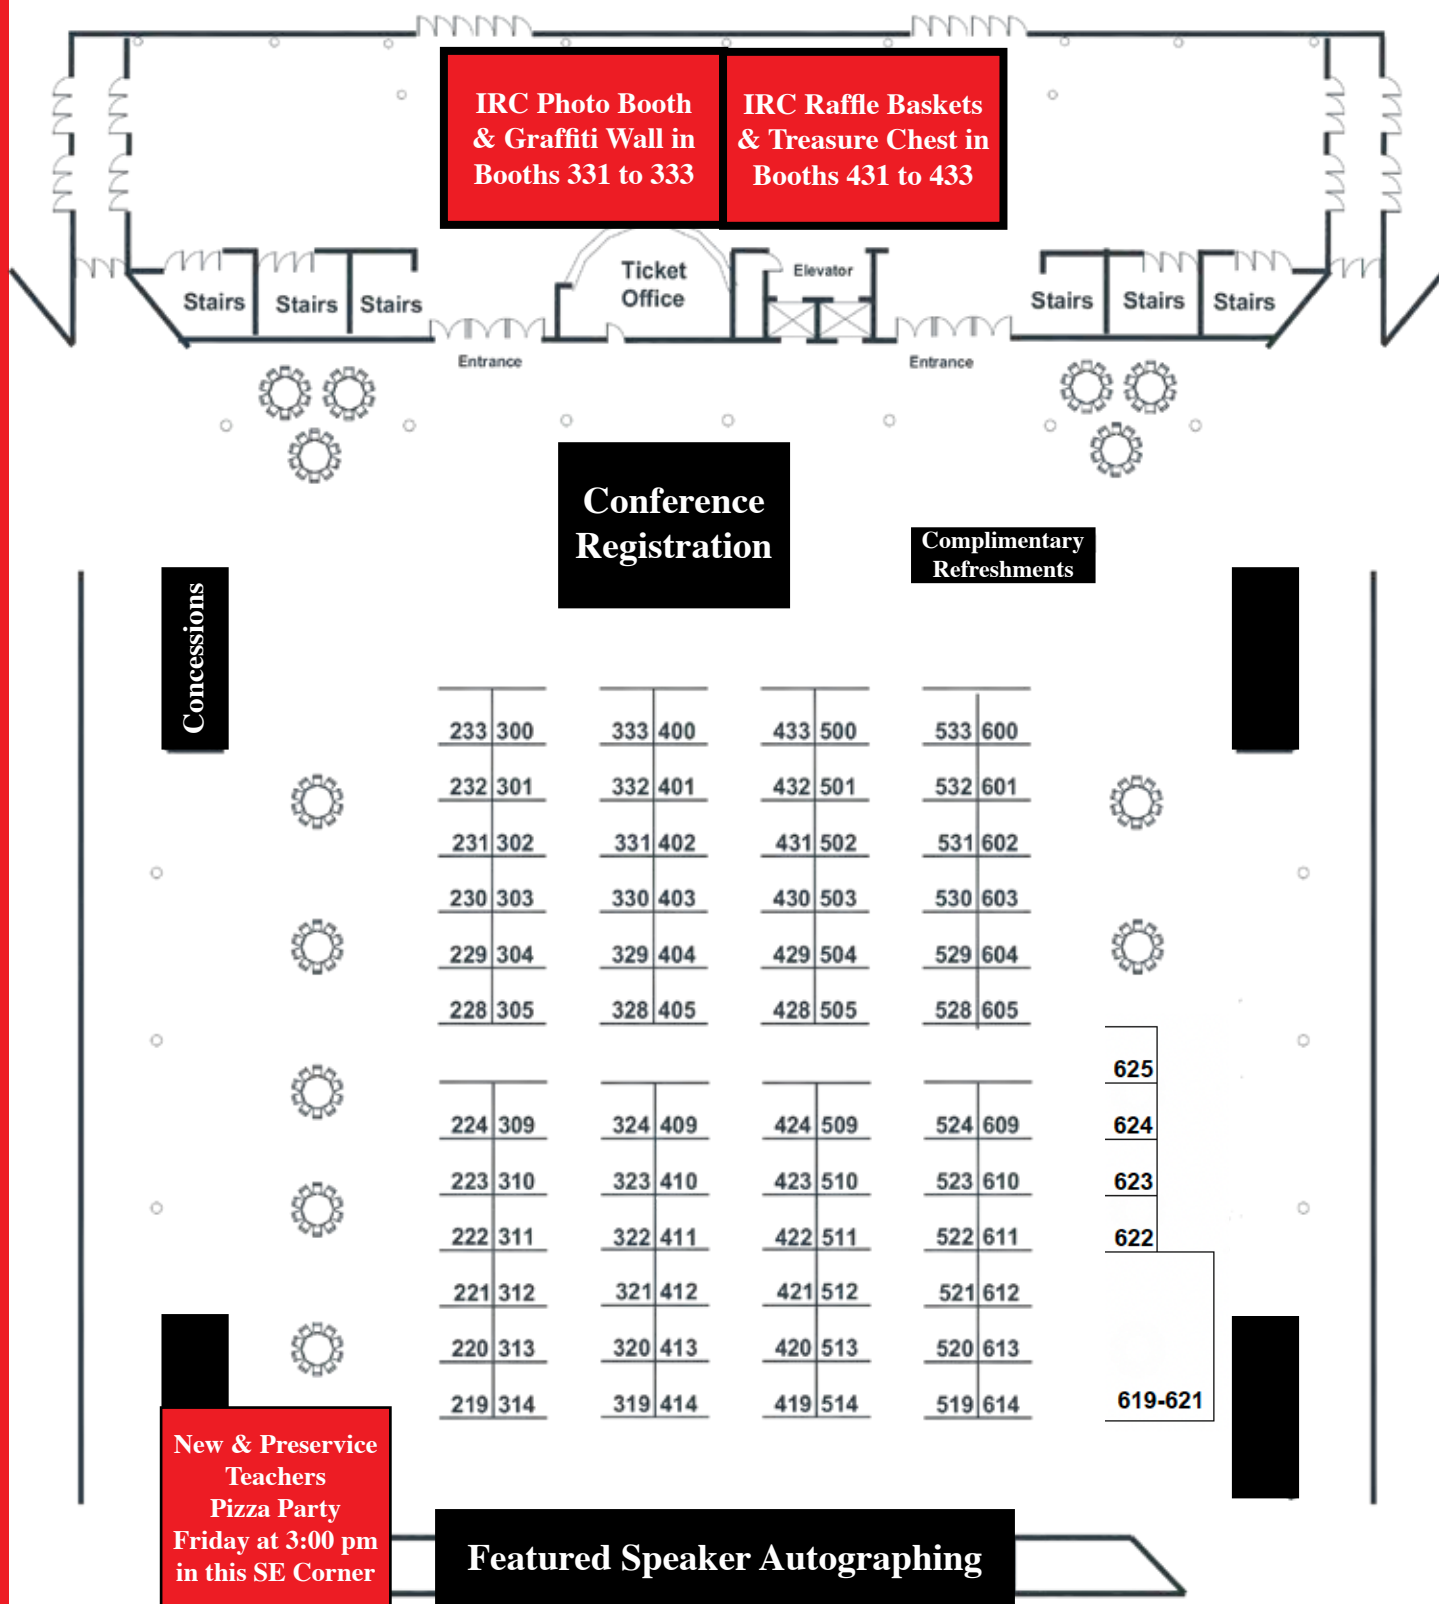 IRC Photo Booth
& Graffiti Wall in
Booths 331 to 333
IRC Raffle Baskets
& Treasure Chest in
Booths 431 to 433
Ticket
Office
Elevator
Stairs
Stairs
Stairs
Stairs
Stairs
Stairs
Entrance
Entrance
Conference
Registration
Complimentary
Refreshments
Concessions
233 300 333 400 433 500 533 600
232 301 332 401 432 501 532 601
231 302 331 402 431 502 531 602
230 303 330 403 430 503 530 603
229 304 329 404 429 504 529 604
228 305 328 405 428 505 528 605
625
224 309 324 409 424 509 524 609 624
223 310 323 410 423 510 523 610 623
222 311 322 411 422 511 522 611 622
221 312 321 412 421 512 521 612
220 313 320 413 420 513 520 613
219 314 319 414 419 514 519 614 619-621
New & Preservice
Teachers
Pizza Party
Friday at 3:00 pm
in this SE Corner
Featured Speaker Autographing